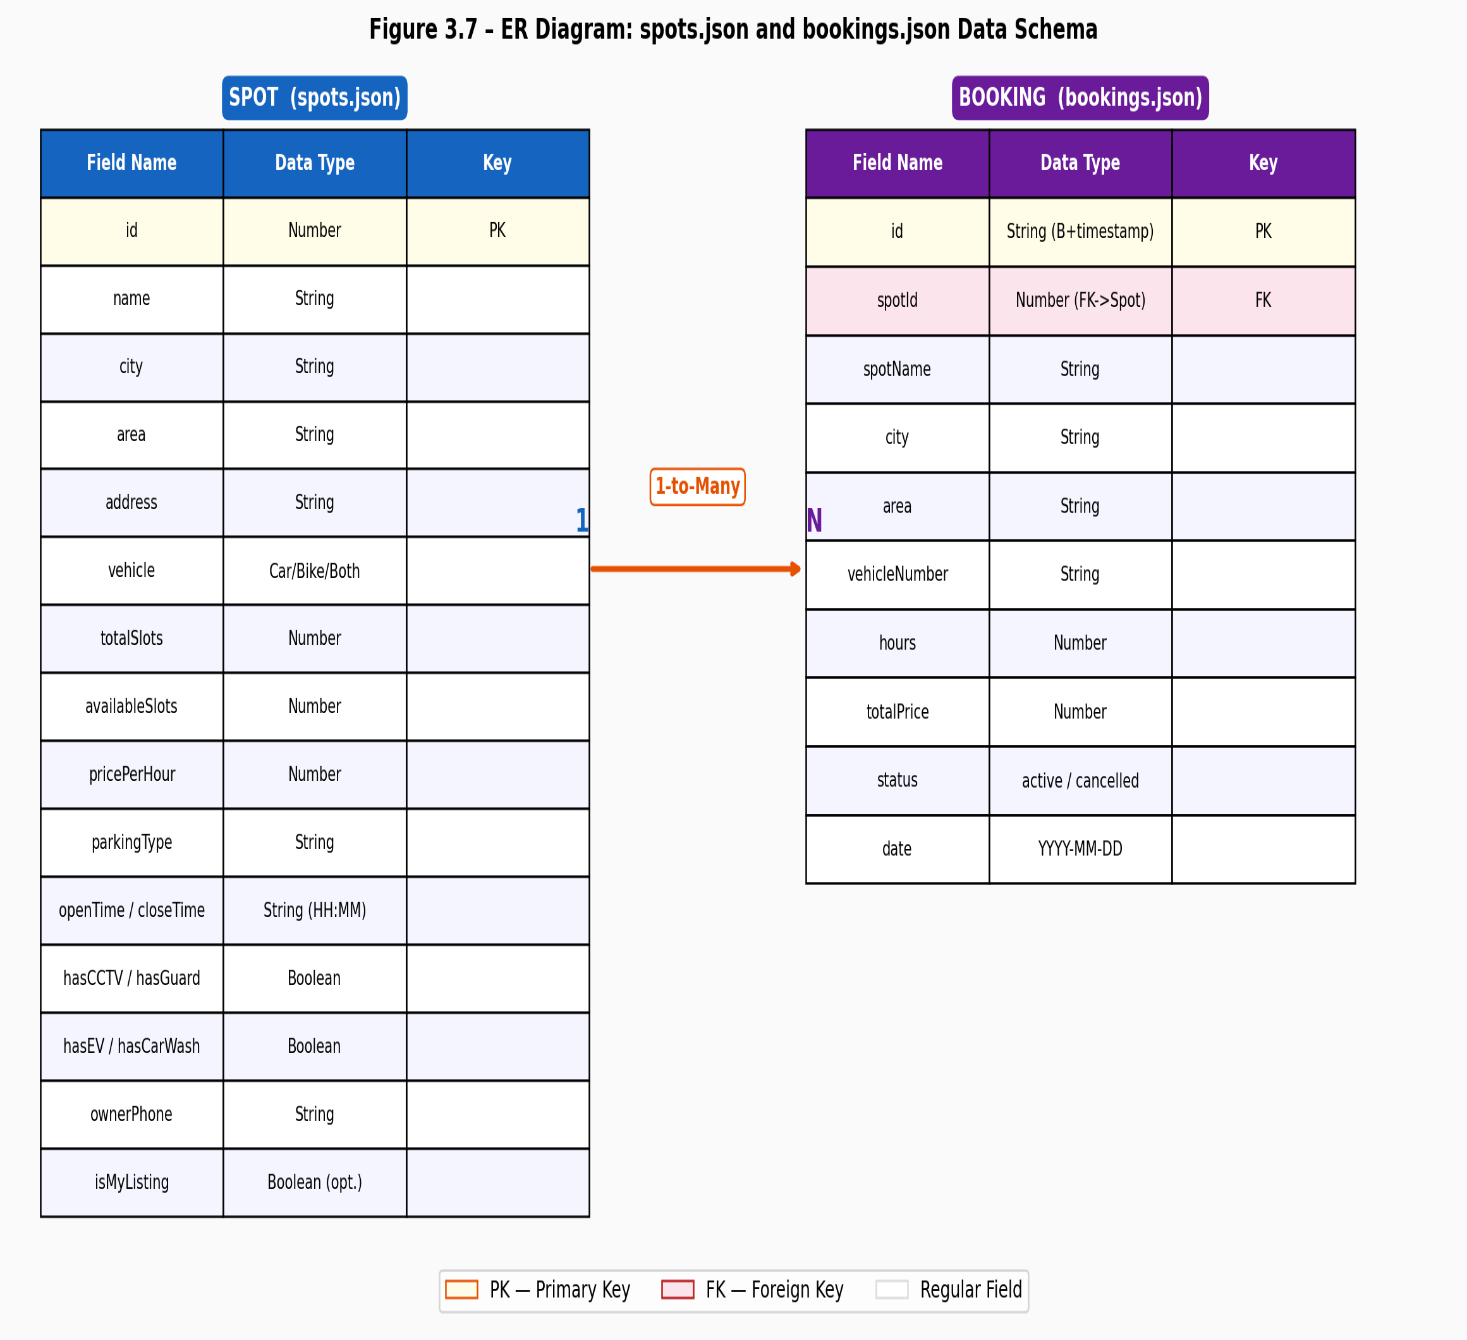 Figure 3.7 – ER Diagram: spots.json and bookings.json Data Schema
SPOT (spots.json)
Field Name Data Type Key
id Number PK
name String
city String
area String
address String
vehicle Car/Bike/Both
totalSlots Number
availableSlots Number
pricePerHour Number
parkingType String
openTime / closeTime String (HH:MM)
hasCCTV / hasGuard Boolean
hasEV / hasCarWash Boolean
ownerPhone String
isMyListing Boolean (opt.)
1
1-to-Many
N
BOOKING (bookings.json)
Field Name Data Type Key
id String (B+timestamp) PK
spotId Number (FK->Spot) FK
spotName String
city String
area String
vehicleNumber String
hours Number
totalPrice Number
status active / cancelled
date YYYY-MM-DD
PK — Primary Key FK — Foreign Key Regular Field